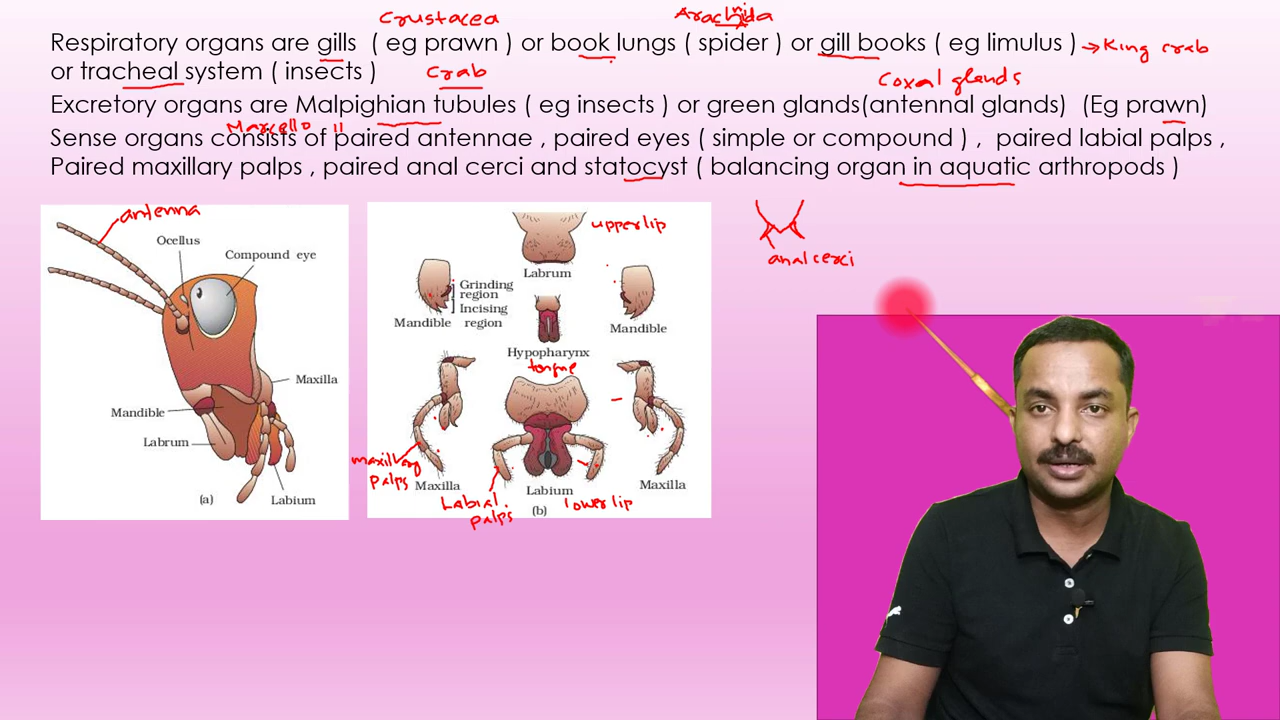 Crustacea
Arachnida
Respiratory organs are gills ( eg prawn ) or book lungs ( spider ) or gill books ( eg limulus ) →King crab
or tracheal system ( insects )
Crab
Coxal glands
Excretory organs are Malpighian tubules ( eg insects ) or green glands(antennal glands) (Eg prawn)
Marcello "
Sense organs consists of paired antennae , paired eyes ( simple or compound ) , paired labial palps ,
Paired maxillary palps , paired anal cerci and statocyst ( balancing organ in aquatic arthropods )
antenna
Ocellus
Compound eye
Maxilla
Mandible
Labrum
Labium
(a)
upper lip
Labrum
Grinding
region
Incising
region
Mandible
Mandible
Hypopharynx
tongue
maxillary
palps
Maxilla
Labial
palps
Labium
lower lip
Maxilla
(b)
anal cerci